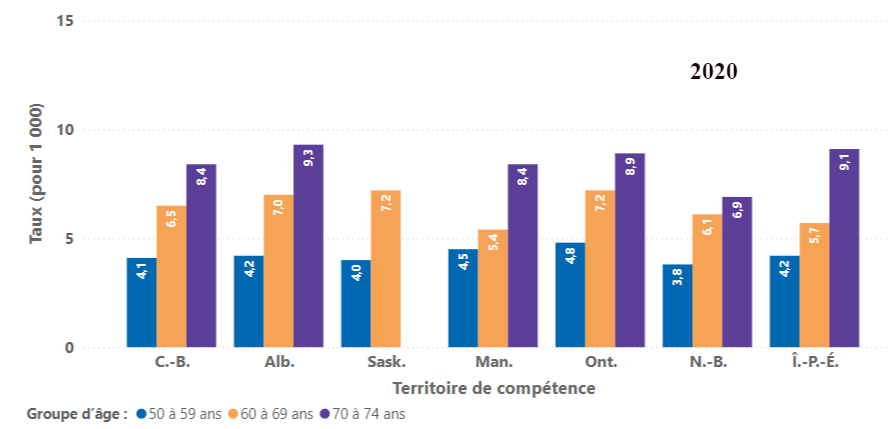 15
2020
10
5
0
Taux (pour 1 000)
4,1 6,5 8,4
4,2 7,0 9,3
4,0 7,2
4,5 5,4 8,4
4,8 7,2 8,9
3,8 6,1 6,9
4,2 5,7 9,1
C.-B. Alb. Sask. Man. Ont. N.-B. Î.-P.-É.
Territoire de compétence
Groupe d’âge : 50 à 59 ans 60 à 69 ans 70 à 74 ans